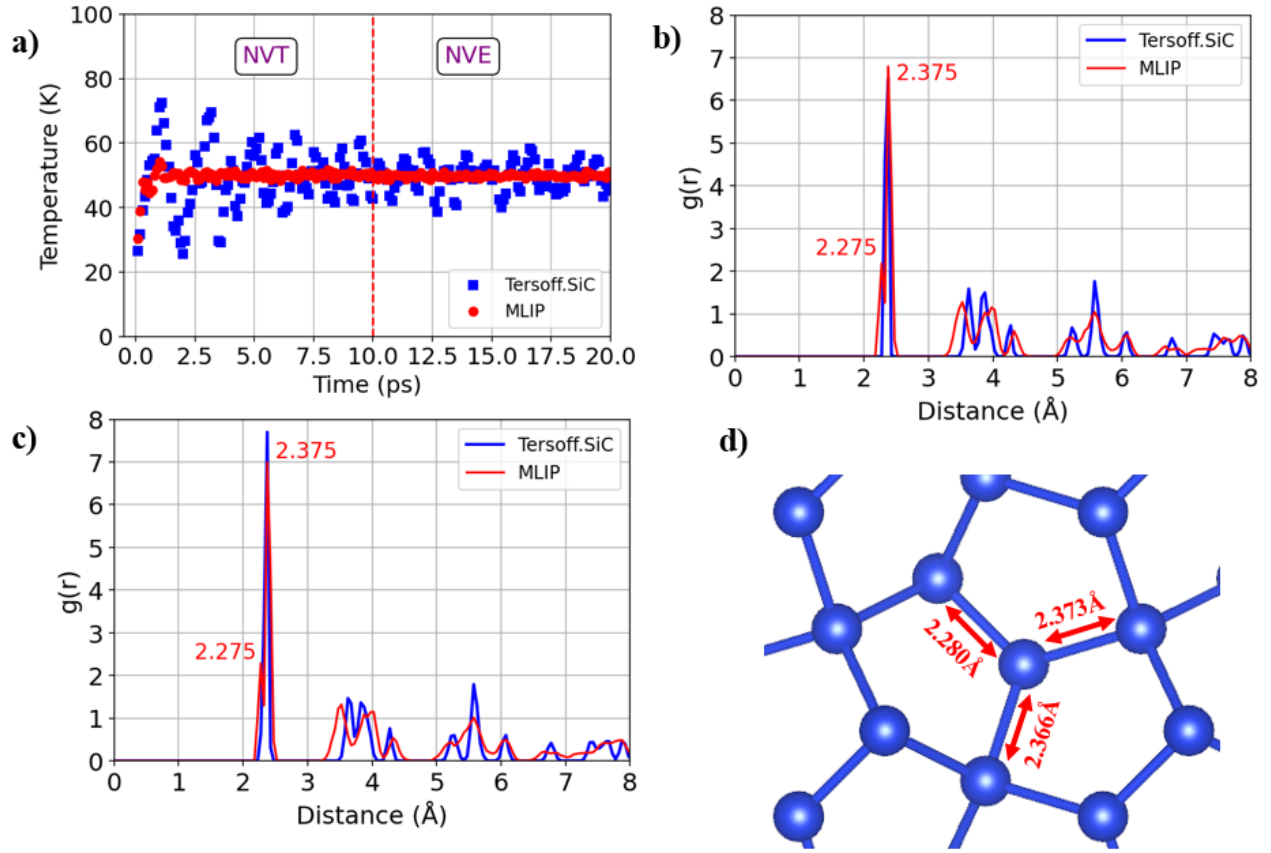 a)
100
80
60
40
20
0
Temperature (K)
NVT NVE
Tersoff.SiC
MLIP
0.0 2.5 5.0 7.5 10.0 12.5 15.0 17.5 20.0
Time (ps)
b)
8
7
6
5
4
3
2
1
0
g(r)
2.375
2.275
Tersoff.SiC
MLIP
0 1 2 3 4 5 6 7 8
Distance (Å)
c)
8
7
6
5
4
3
2
1
0
g(r)
2.375
2.275
Tersoff.SiC
MLIP
0 1 2 3 4 5 6 7 8
Distance (Å)
d)
2.373Å
2.280Å
2.366Å